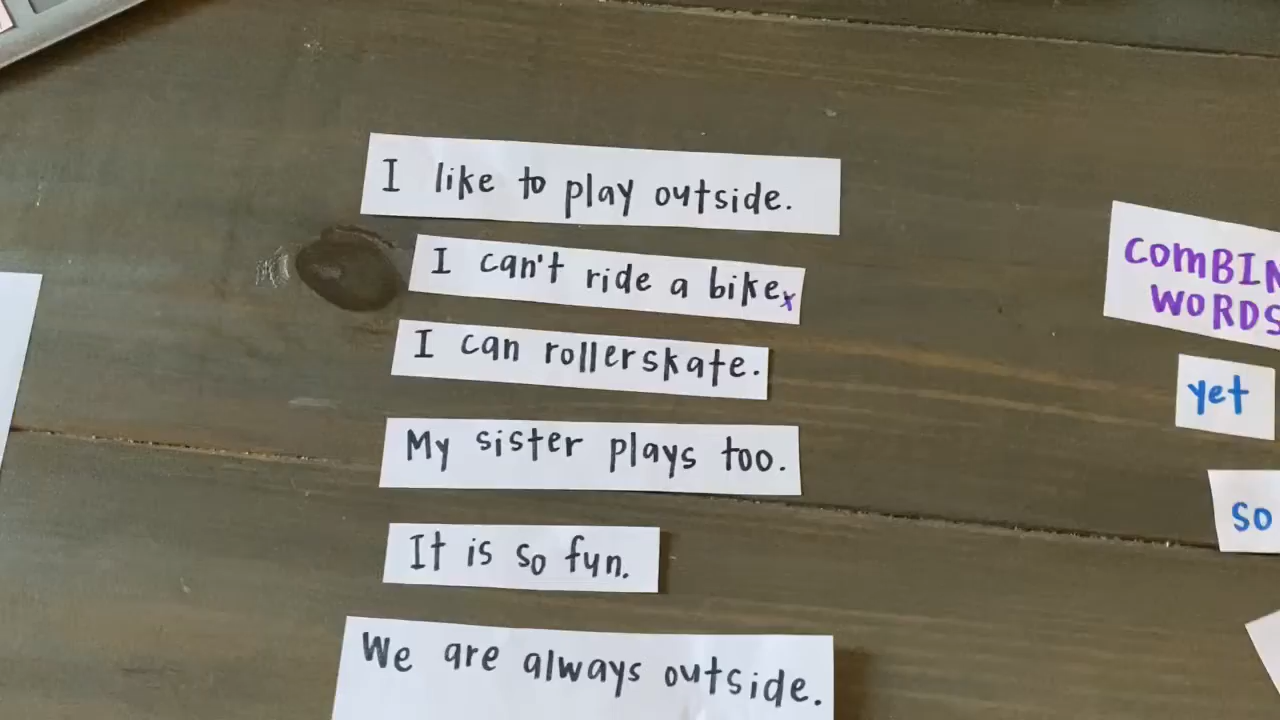 I like to play outside.
I can't ride a bikex
I can rollerskate.
My sister plays too.
It is so fun.
We are always outside.
COMBIN
WORDS
yet
so